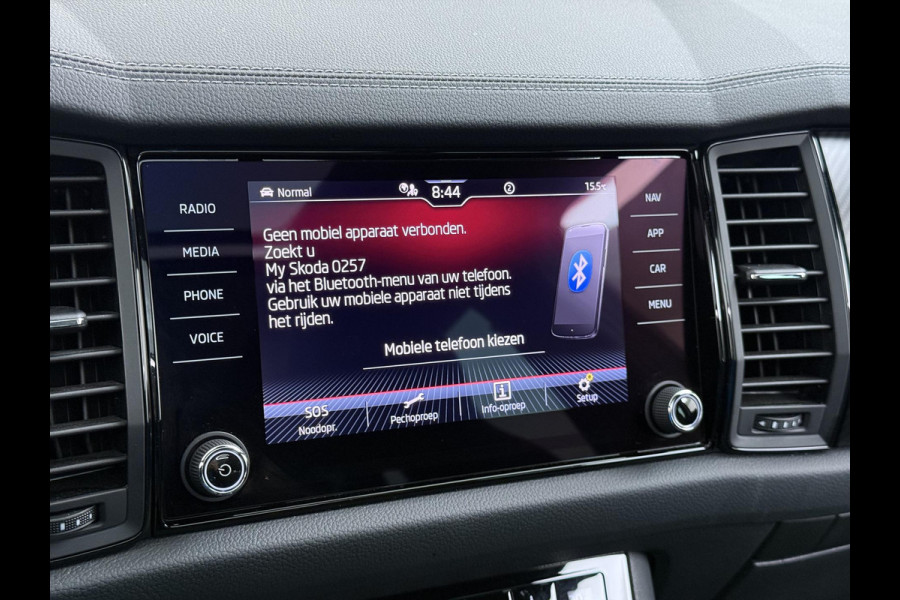 RADIO
MEDIA
PHONE
VOICE
Normal
8:44
2
15.5°C
Geen mobiel apparaat verbonden.
Zoekt u
My Skoda 0257
via het Bluetooth-menu van uw telefoon.
Gebruik uw mobiele apparaat niet tijdens
het rijden.
Mobiele telefoon kiezen
SOS
Noodopr.
Pechoproep
Info-oproep
Setup
NAV
APP
CAR
MENU